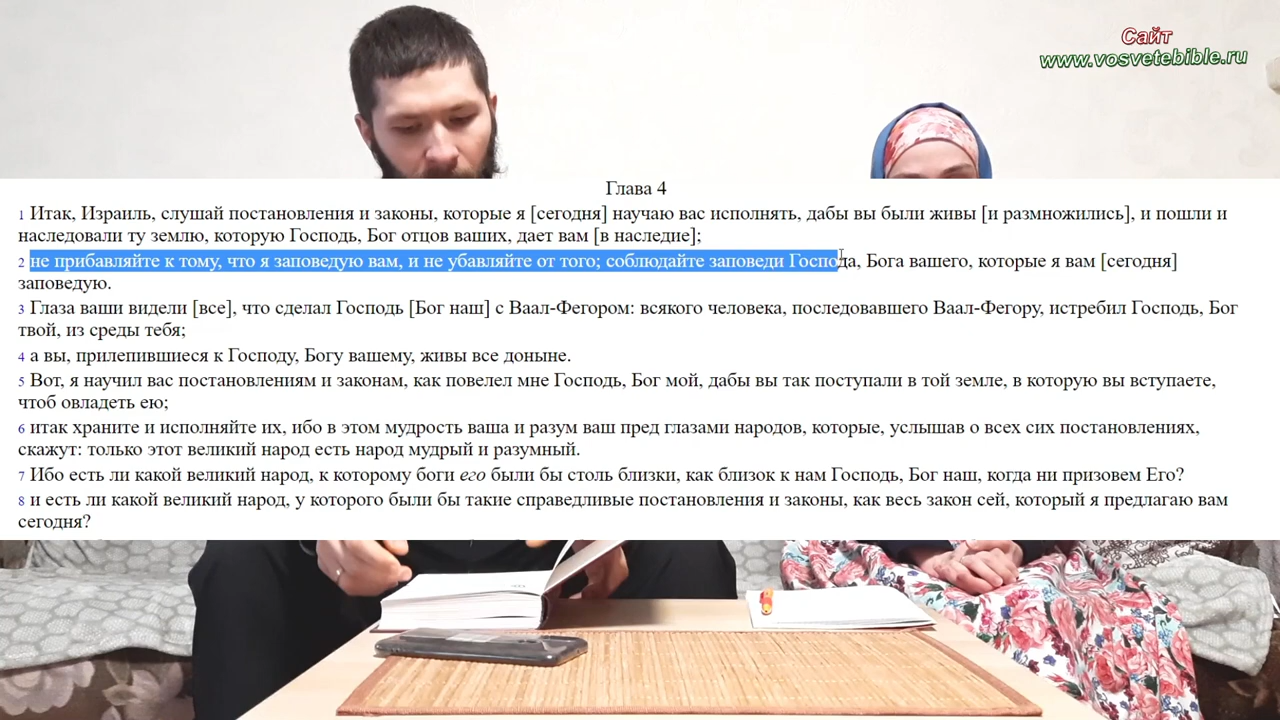 Сайт
www.vosvetebible.ru
Глава 4
1 Итак, Израиль, слушай постановления и законы, которые я [сегодня] научаю вас исполнять, дабы вы были живы [и размножились], и пошли и
наследовали ту землю, которую Господь, Бог отцов ваших, дает вам [в наследие];
2 не прибавляйте к тому, что я заповедую вам, и не убавляйте от того; соблюдайте заповеди Господа, Бога вашего, которые я вам [сегодня]
заповедую.
3 Глаза ваши видели [все], что сделал Господь [Бог наш] с Ваал-Фегором: всякого человека, последовавшего Ваал-Фегору, истребил Господь, Бог
твой, из среды тебя;
4 а вы, прилепившиеся к Господу, Богу вашему, живы все доныне.
5 Вот, я научил вас постановлениям и законам, как повелел мне Господь, Бог мой, дабы вы так поступали в той земле, в которую вы вступаете,
чтоб овладеть ею;
6 итак храните и исполняйте их, ибо в этом мудрость ваша и разум ваш пред глазами народов, которые, услышав о всех сих постановлениях,
скажут: только этот великий народ есть народ мудрый и разумный.
7 Ибо есть ли какой великий народ, к которому боги его были бы столь близки, как близок к нам Господь, Бог наш, когда ни призовем Его?
8 и есть ли какой великий народ, у которого были бы такие справедливые постановления и законы, как весь закон сей, который я предлагаю вам
сегодня?